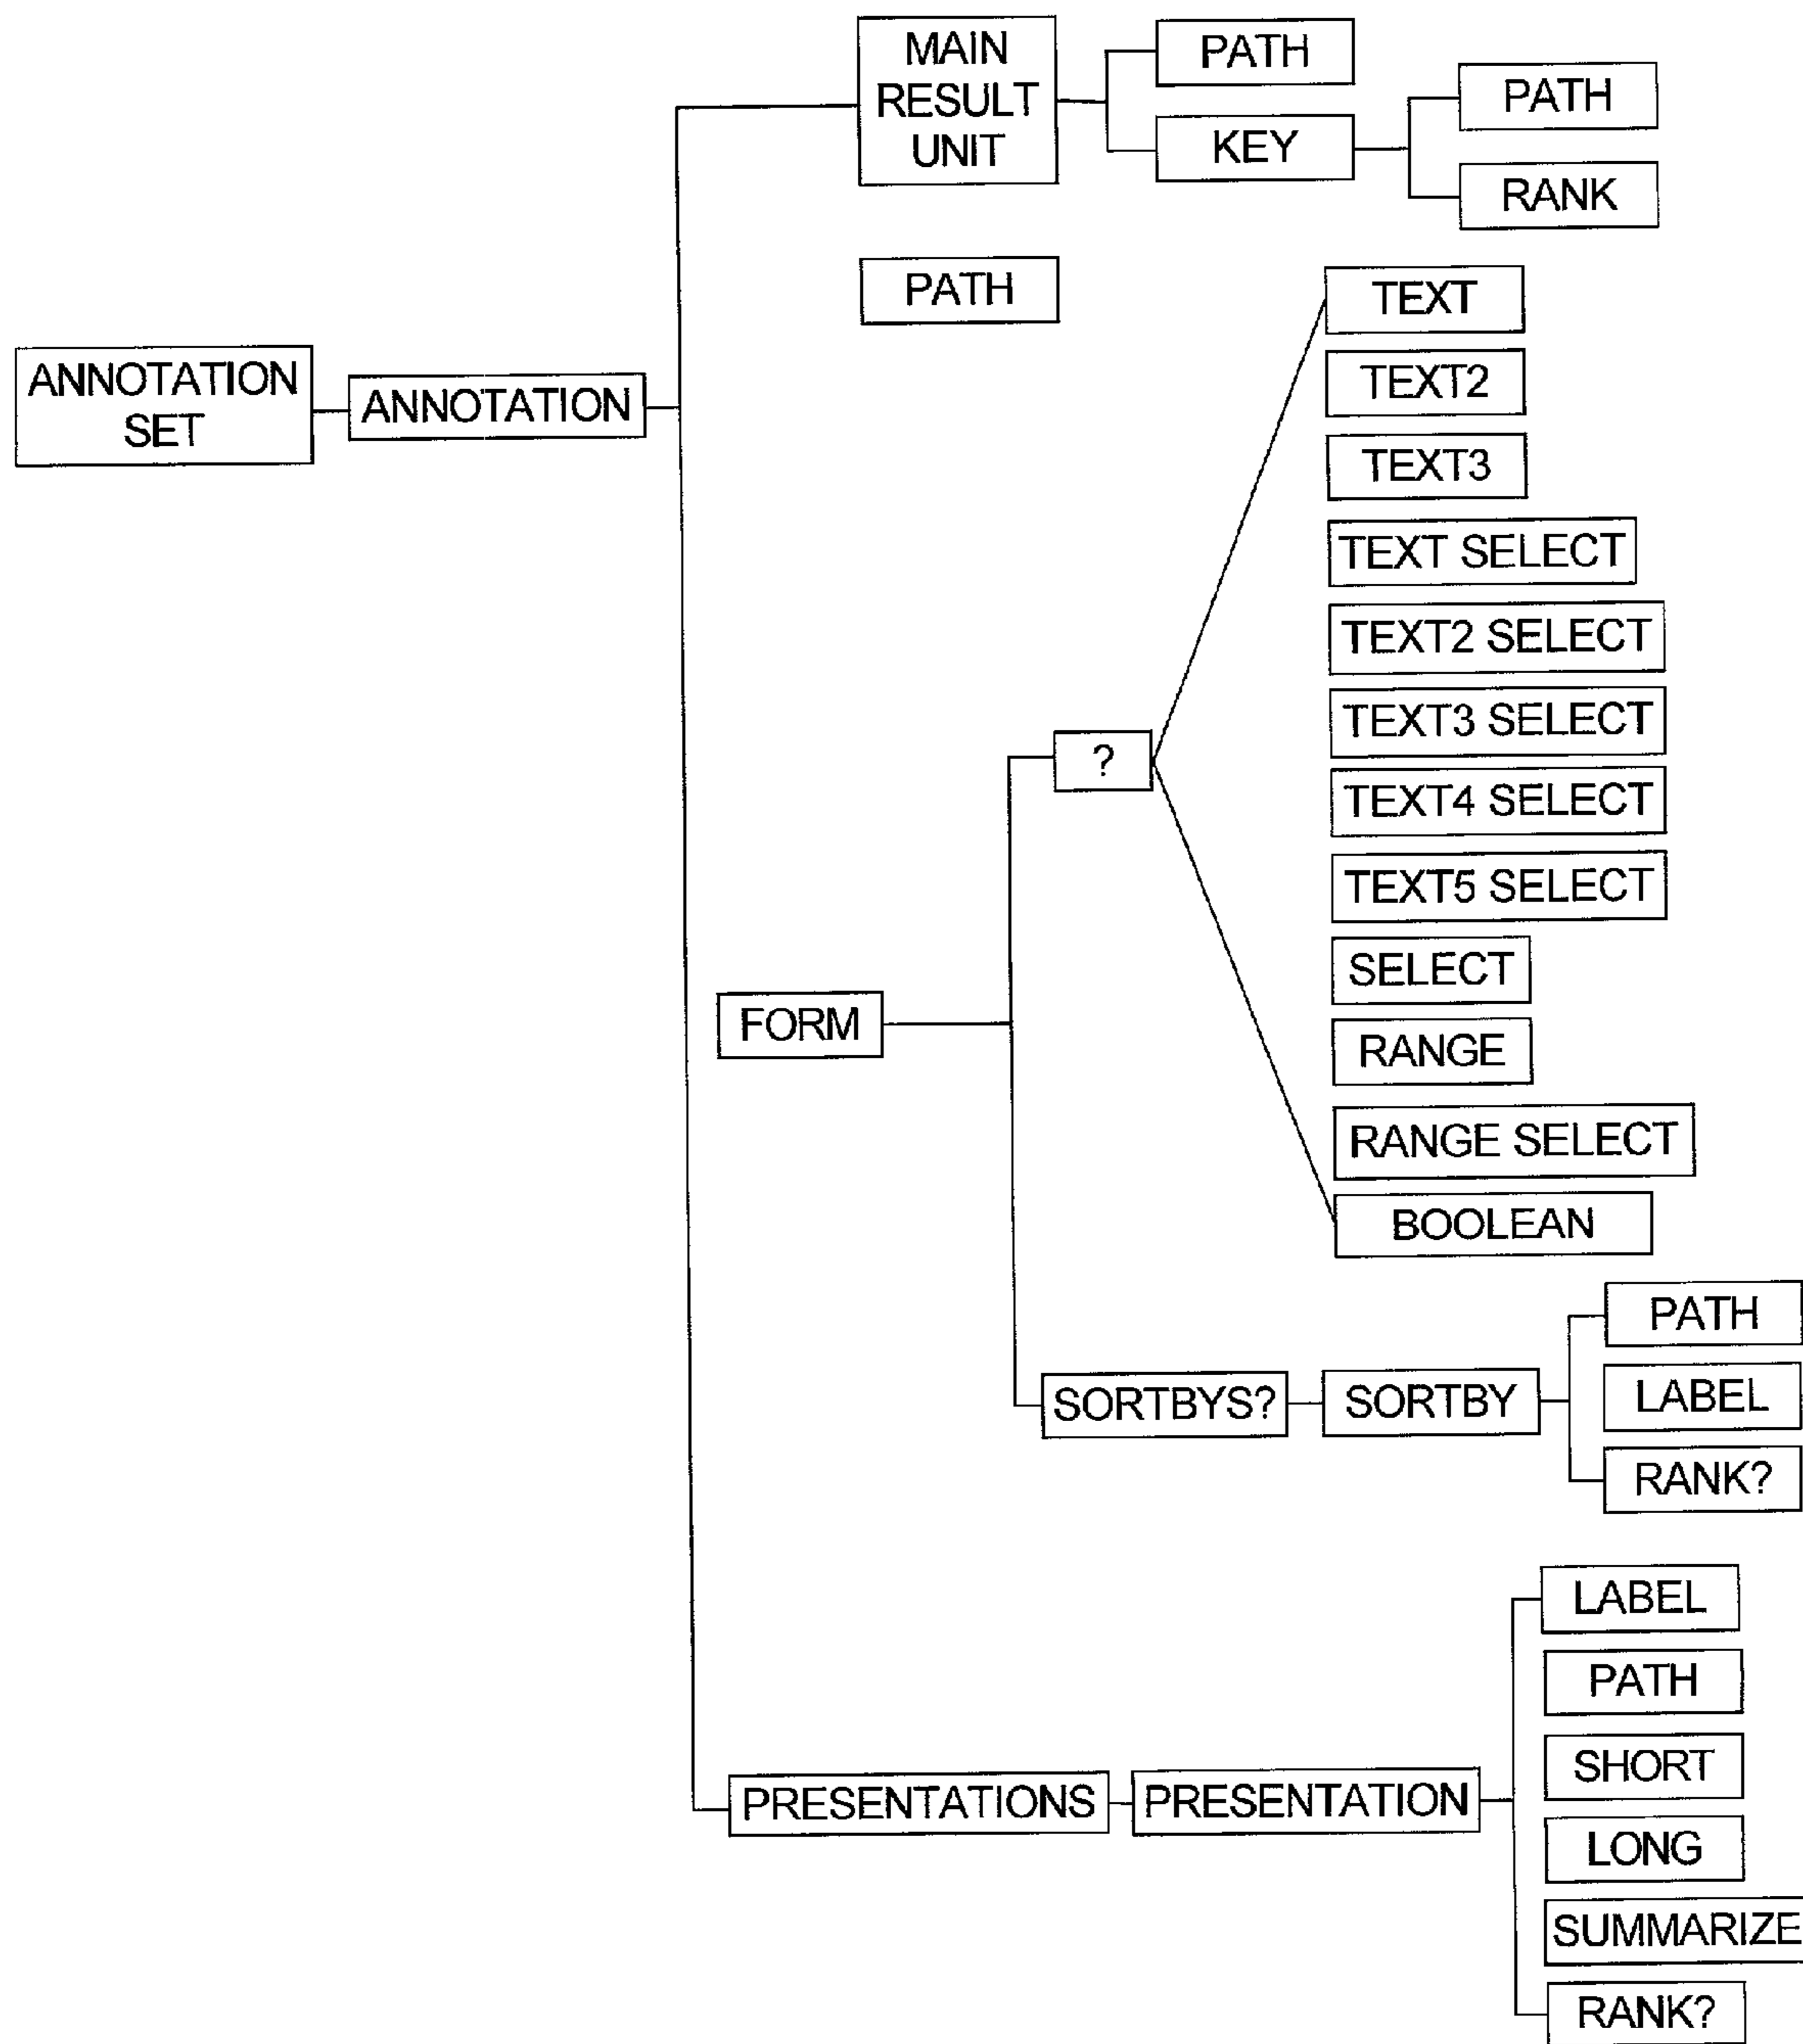 MAIN
RESULT
UNIT
PATH
KEY
PATH
RANK
PATH
ANNOTATION
SET
ANNOTATION
TEXT
TEXT2
TEXT3
TEXT SELECT
TEXT2 SELECT
TEXT3 SELECT
TEXT4 SELECT
TEXT5 SELECT
SELECT
RANGE
RANGE SELECT
BOOLEAN
?
FORM
SORTBYS?
SORTBY
PATH
LABEL
RANK?
PRESENTATIONS
PRESENTATION
LABEL
PATH
SHORT
LONG
SUMMARIZE
RANK?